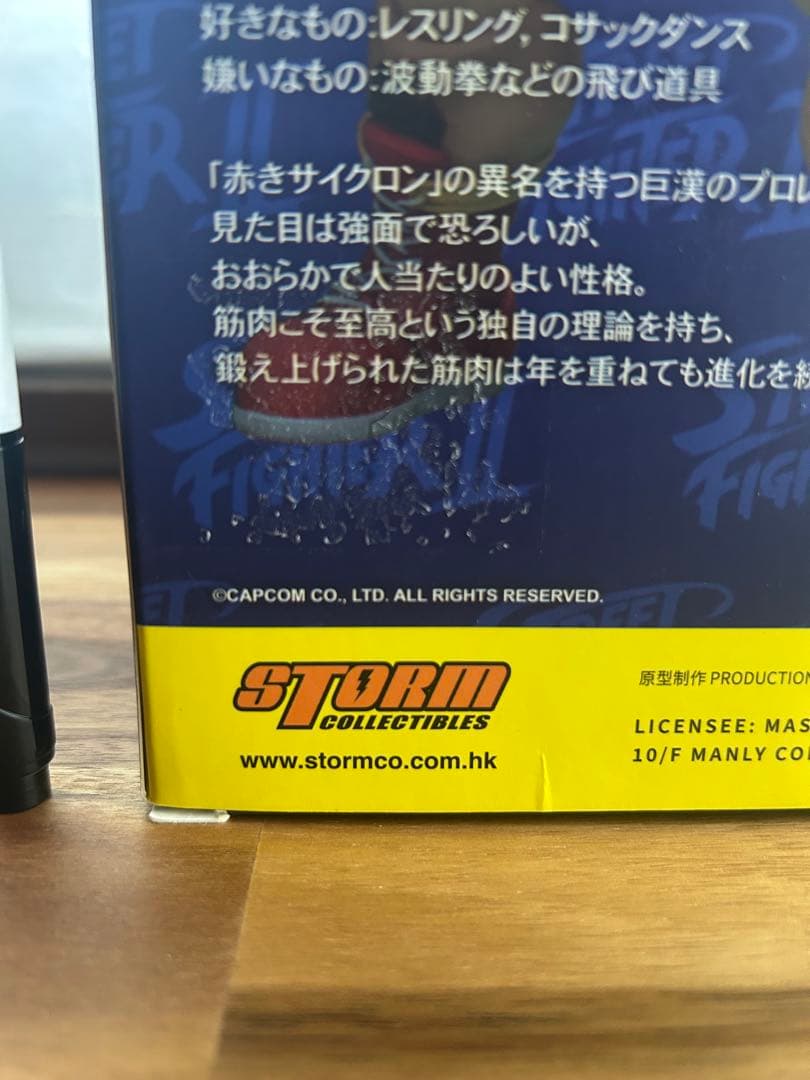 好きなもの:レスリング, コサックダンス
嫌いなもの:波動拳などの飛び道具
「赤きサイクロン」の異名を持つ巨漢のプロレ
見た目は強面で恐ろしいが、
おおらかで人当たりのよい性格。
筋肉こそ至高という独自の理論を持ち、
鍛え上げられた筋肉は年を重ねても進化を続
©CAPCOM CO., LTD. ALL RIGHTS RESERVED.
STORM
COLLECTIBLES
www.stormco.com.hk
原型制作 PRODUCTION
LICENSEE: MAS
10/F MANLY COM